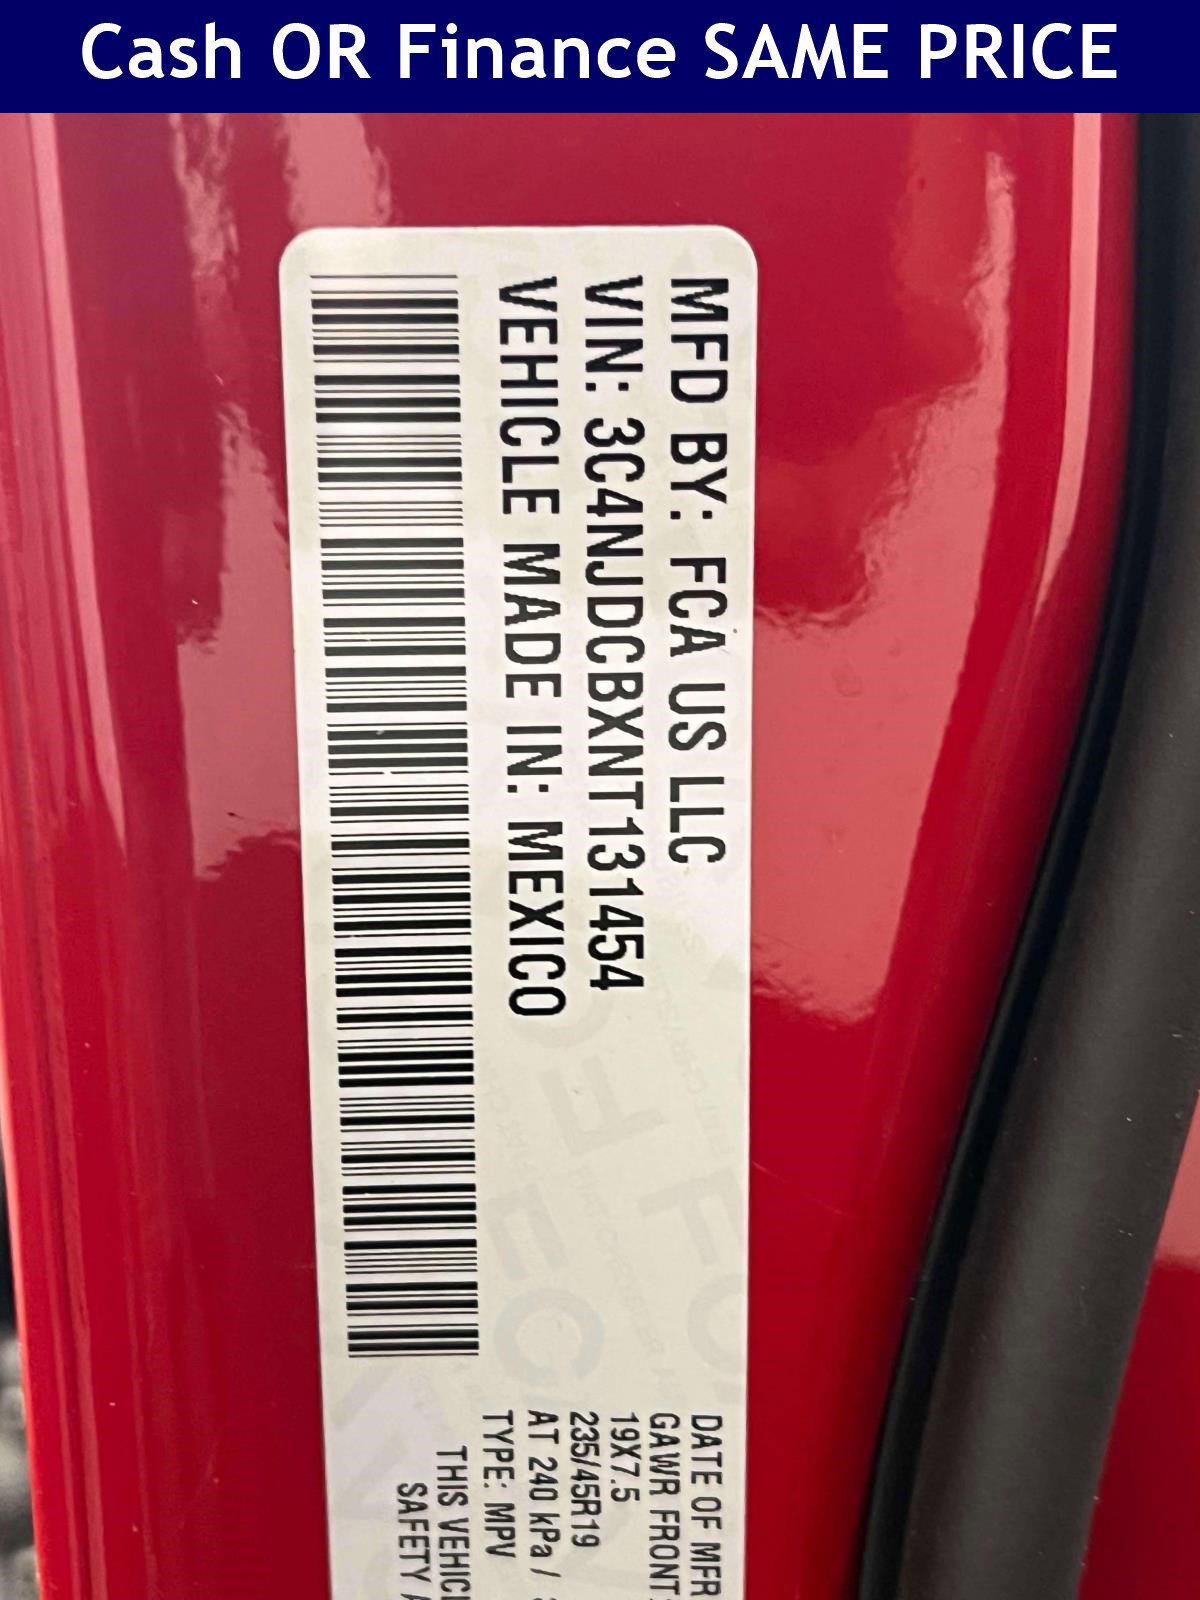 Cash OR Finance SAME PRICE
MFD BY: FCA US LLC
VIN: 3C4NJDCBXNT131454
VEHICLE MADE IN: MEXICO
DATE OF MFR
GAWR FRONT
19X7.5
235/45R19
AT 240 kPa /
TYPE: MPV
THIS VEHICL
SAFETY